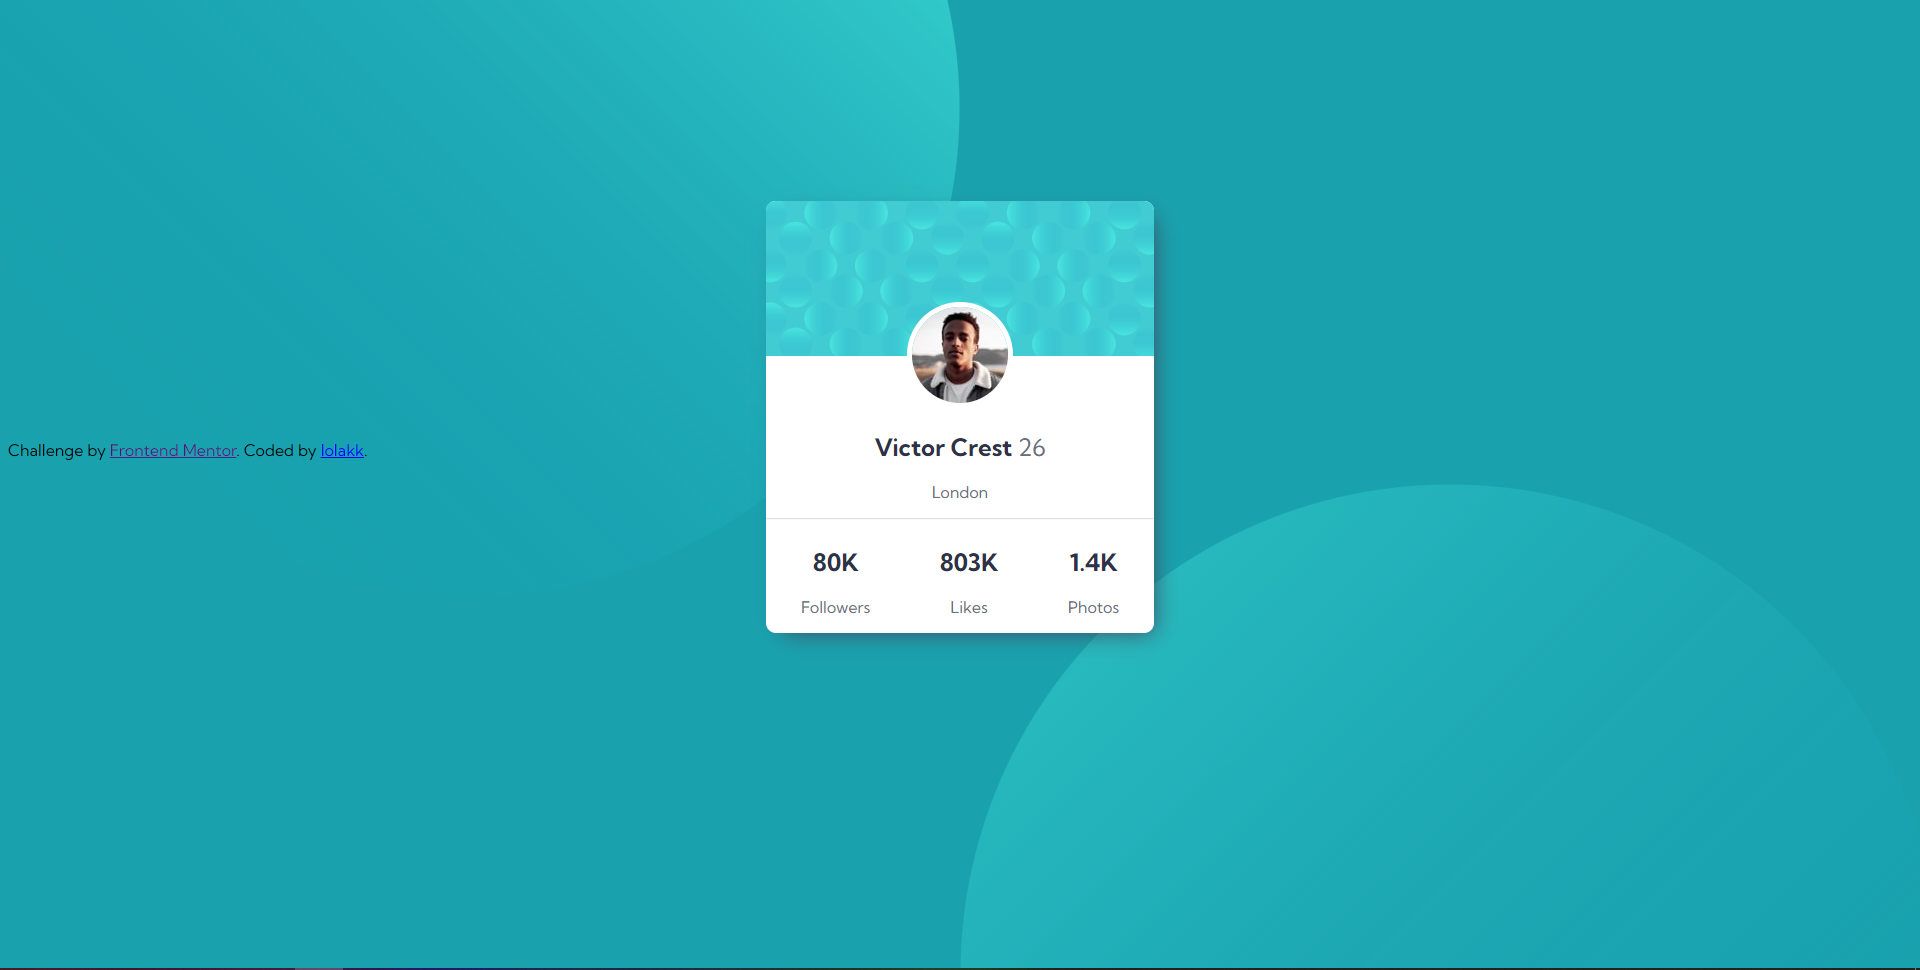 Victor Crest 26
London
80K 803K 1.4K
Followers Likes Photos
Challenge by Frontend Mentor. Coded by lolakk.